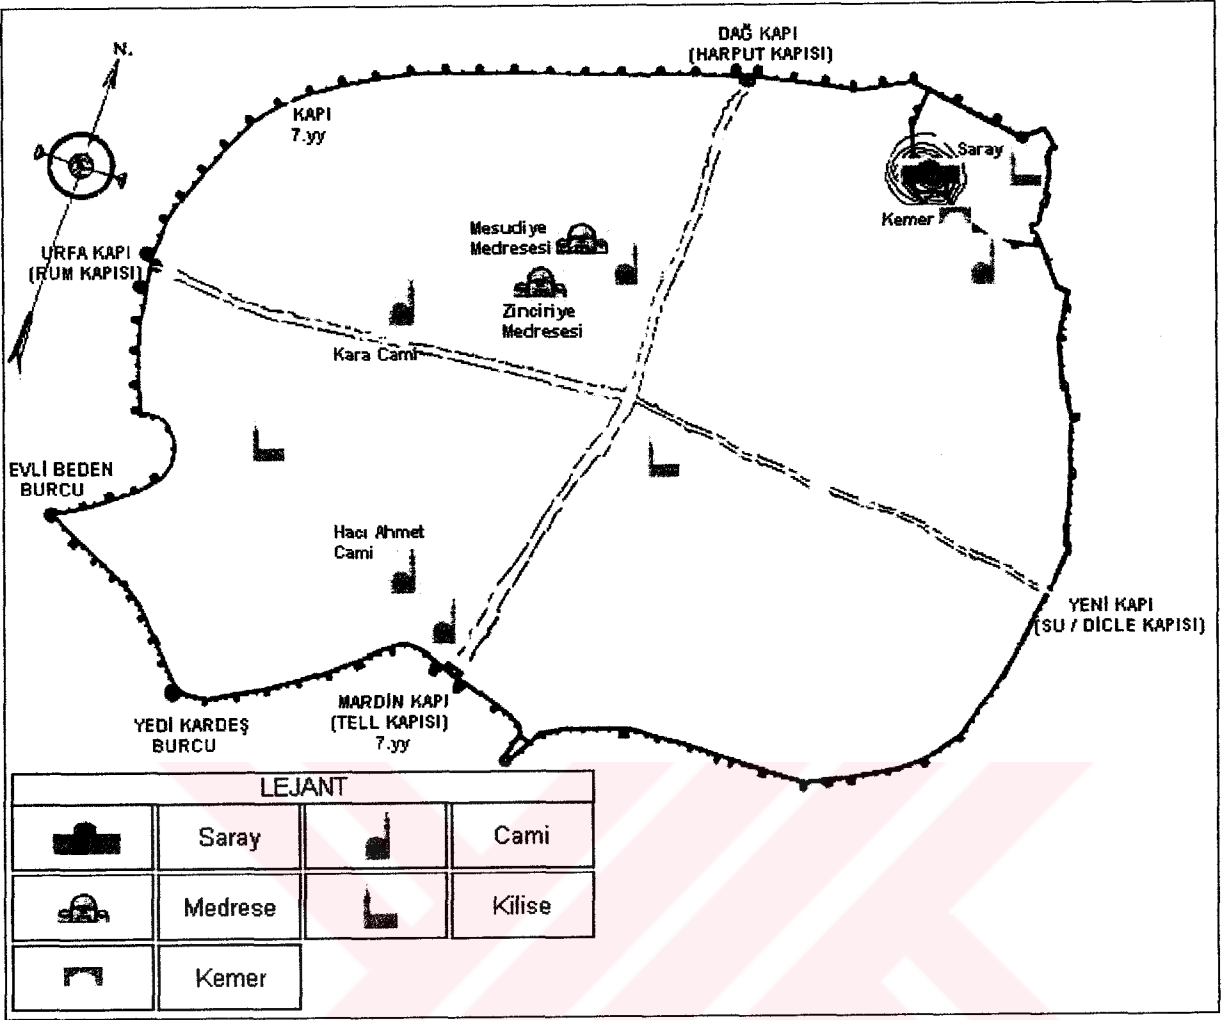 DAĞ KAPI
(HARPUT KAPISI)
N.
KAPI
7.yy
Saray
Kemer
Mesudiye
Medresesi
URFA KAPI
(RUM KAPISI)
Zinciriye
Medresesi
Kara Cami
EVLİ BEDEN
BURCU
Hacı Ahmet
Cami
YENİ KAPI
(SU / DİCLE KAPISI)
MARDİN KAPI
(TELL KAPISI)
7.yy
YEDİ KARDEŞ
BURCU
LEJANT
Saray
Cami
Medrese
Kilise
Kemer